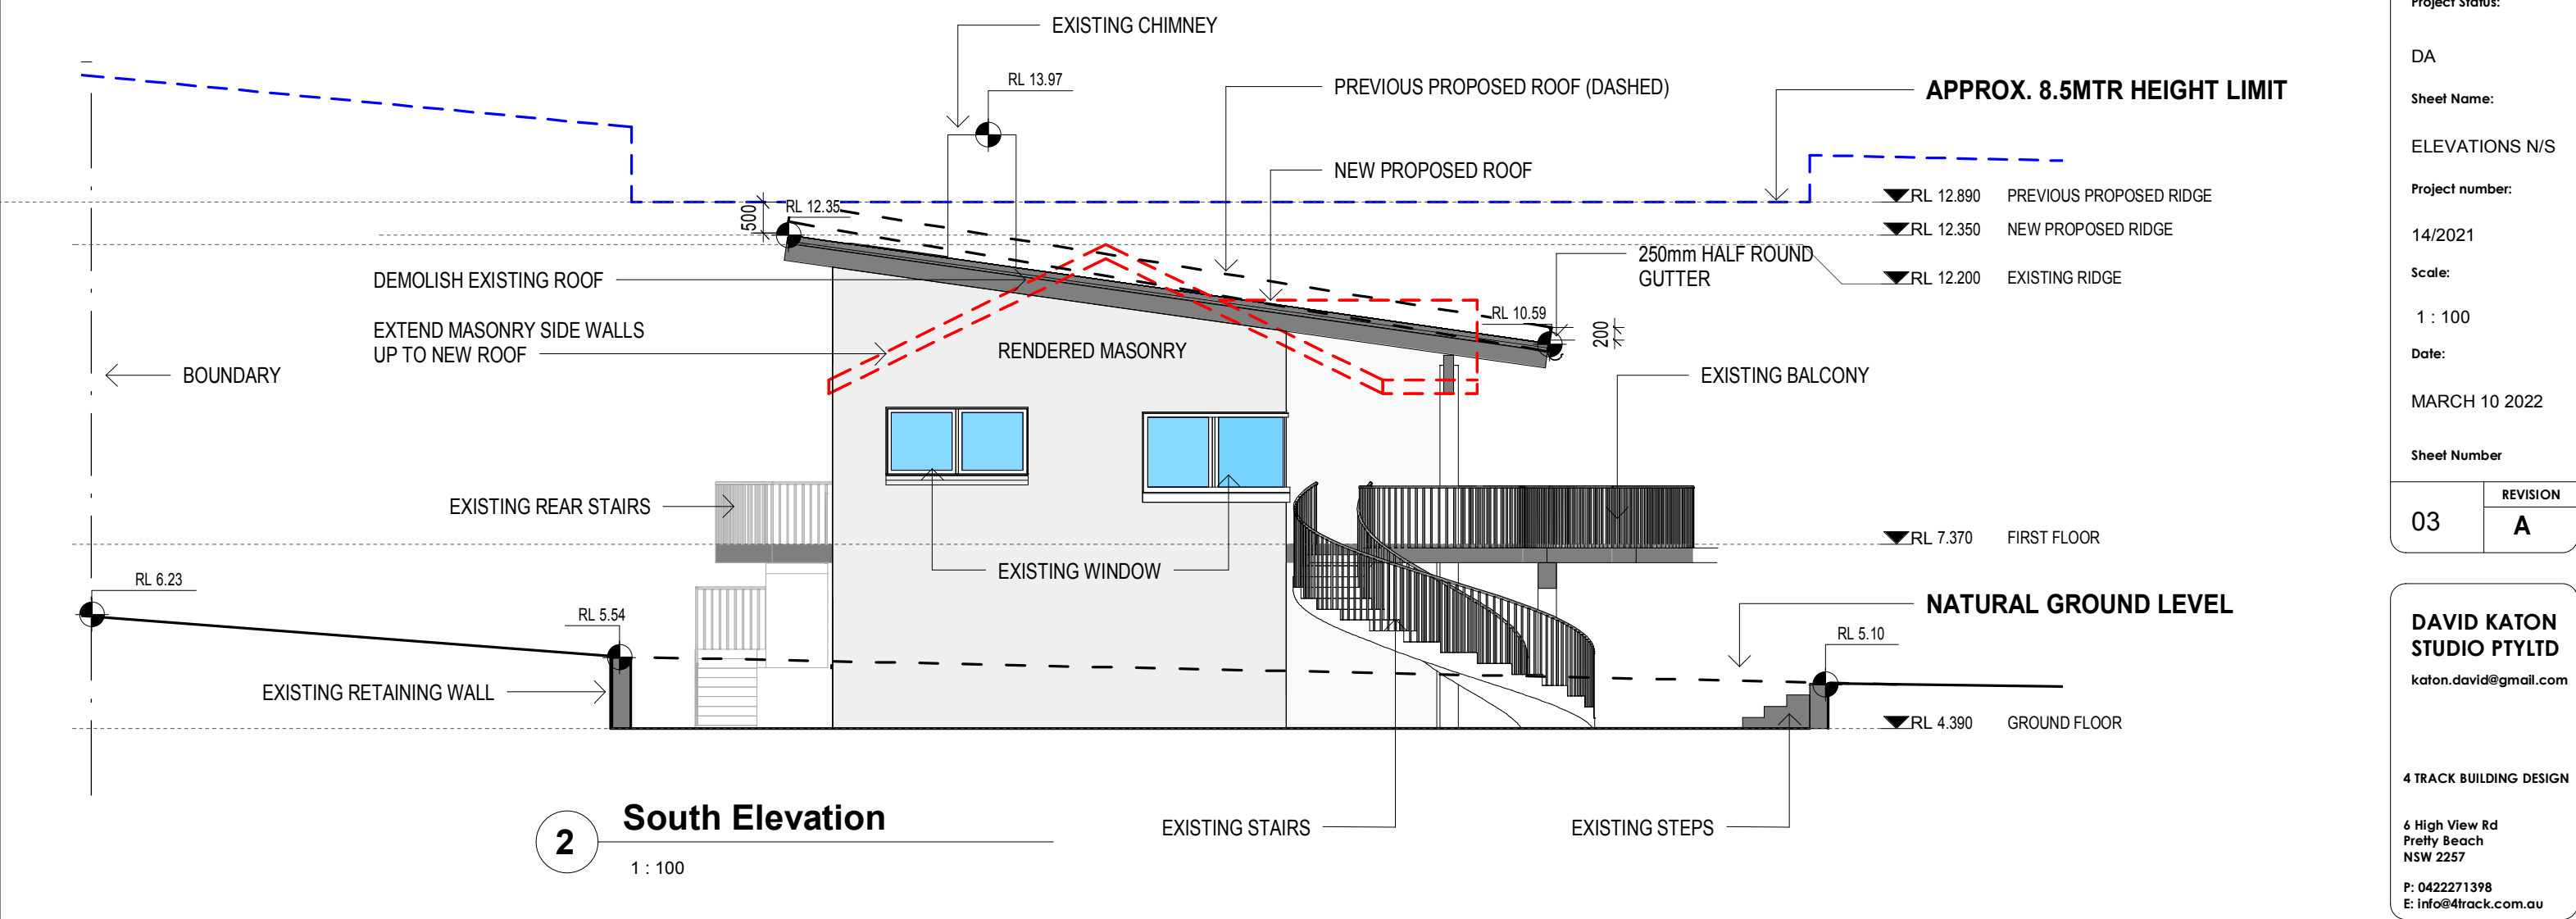 EXISTING CHIMNEY
RL 13.97
PREVIOUS PROPOSED ROOF (DASHED)
APPROX. 8.5MTR HEIGHT LIMIT
NEW PROPOSED ROOF
500
RL 12.35
RL 12.890 PREVIOUS PROPOSED RIDGE
RL 12.350 NEW PROPOSED RIDGE
250mm HALF ROUND
GUTTER
RL 12.200 EXISTING RIDGE
DEMOLISH EXISTING ROOF
RL 10.59
200
EXTEND MASONRY SIDE WALLS
UP TO NEW ROOF
RENDERED MASONRY
BOUNDARY
EXISTING BALCONY
EXISTING REAR STAIRS
RL 7.370 FIRST FLOOR
EXISTING WINDOW
RL 6.23
RL 5.54
NATURAL GROUND LEVEL
RL 5.10
EXISTING RETAINING WALL
RL 4.390 GROUND FLOOR
2
South Elevation
1 : 100
EXISTING STAIRS
EXISTING STEPS
Project Status:
DA
Sheet Name:
ELEVATIONS N/S
Project number:
14/2021
Scale:
1 : 100
Date:
MARCH 10 2022
Sheet Number
03
REVISION
A
DAVID KATON
STUDIO PTYLTD
katon.david@gmail.com
4 TRACK BUILDING DESIGN
6 High View Rd
Pretty Beach
NSW 2257
P: 0422271398
E: info@4track.com.au